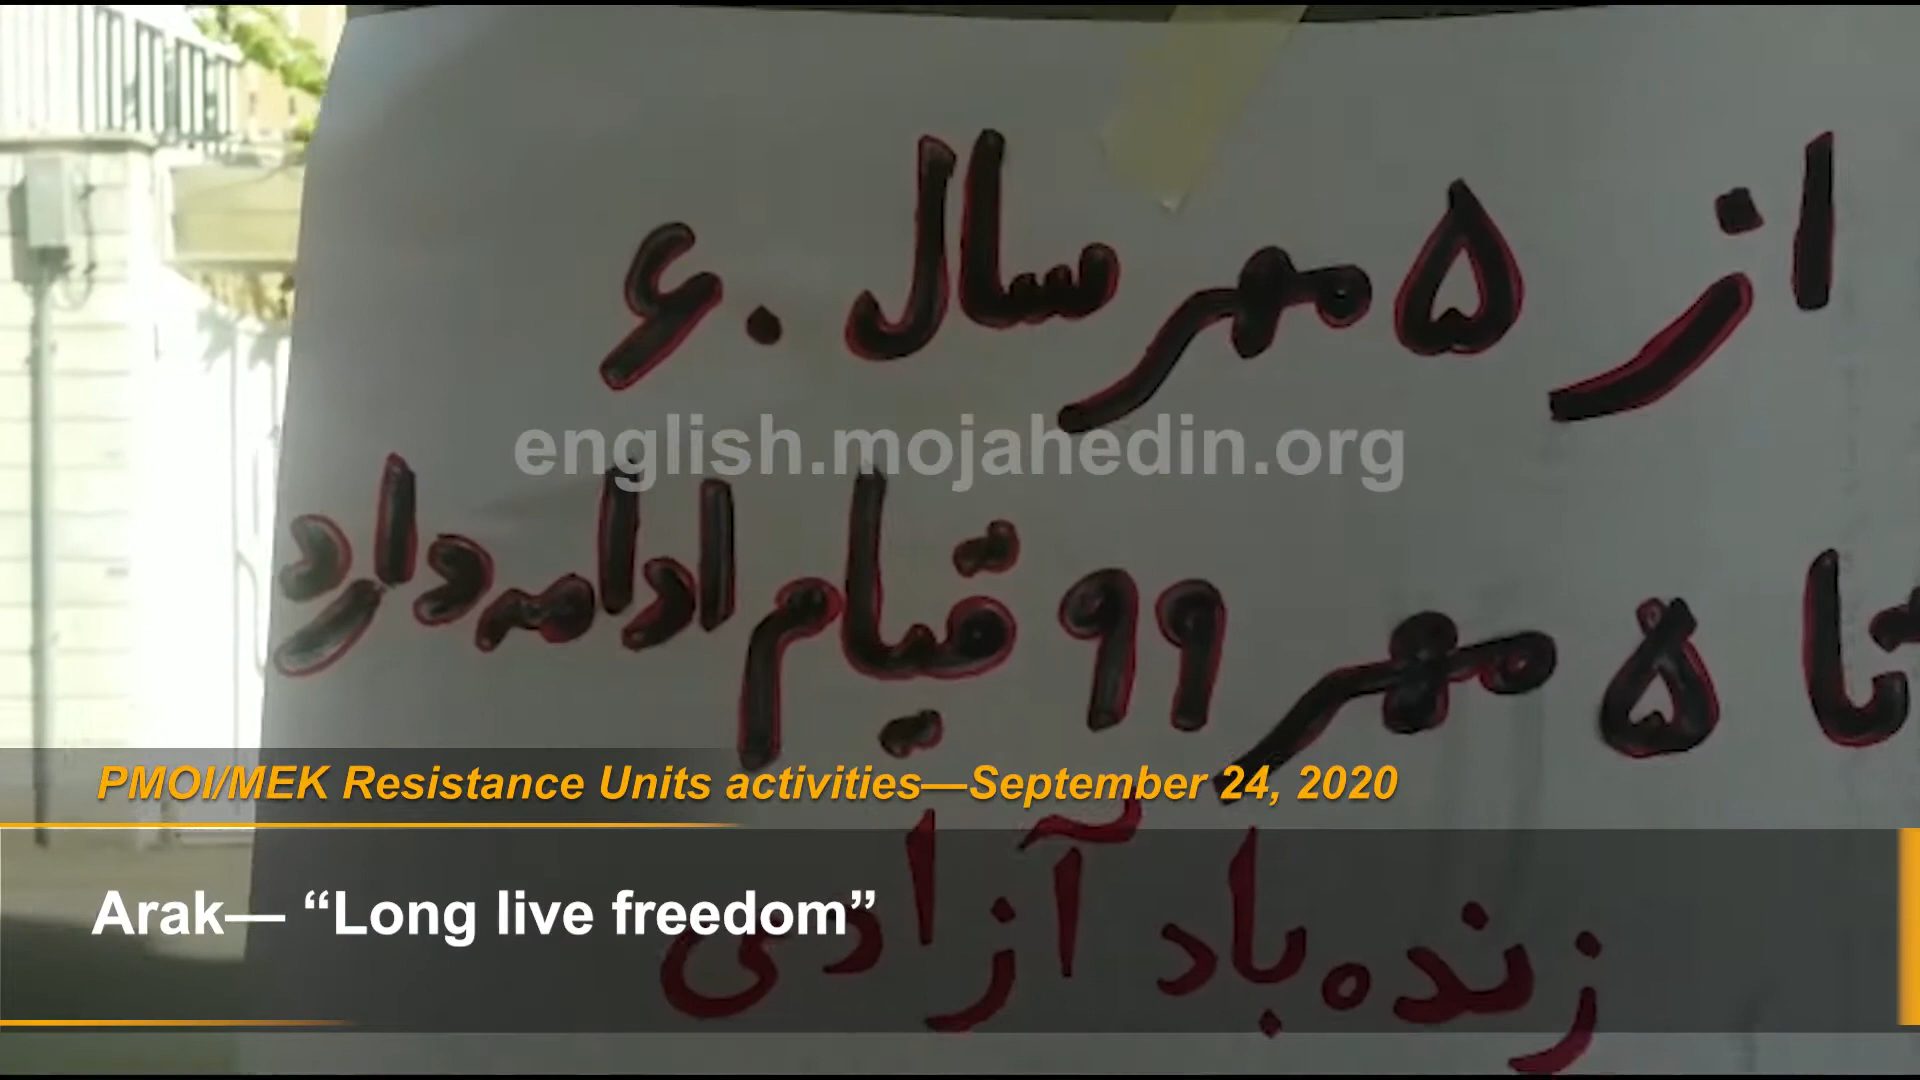 از ۵ مهر سال ۶۰
english.mojahedin.org
تا ۵ مهر ۹۹ قیام ادامه دارد
PMOI/MEK Resistance Units activities—September 24, 2020
زنده باد آزادی
Arak— “Long live freedom”